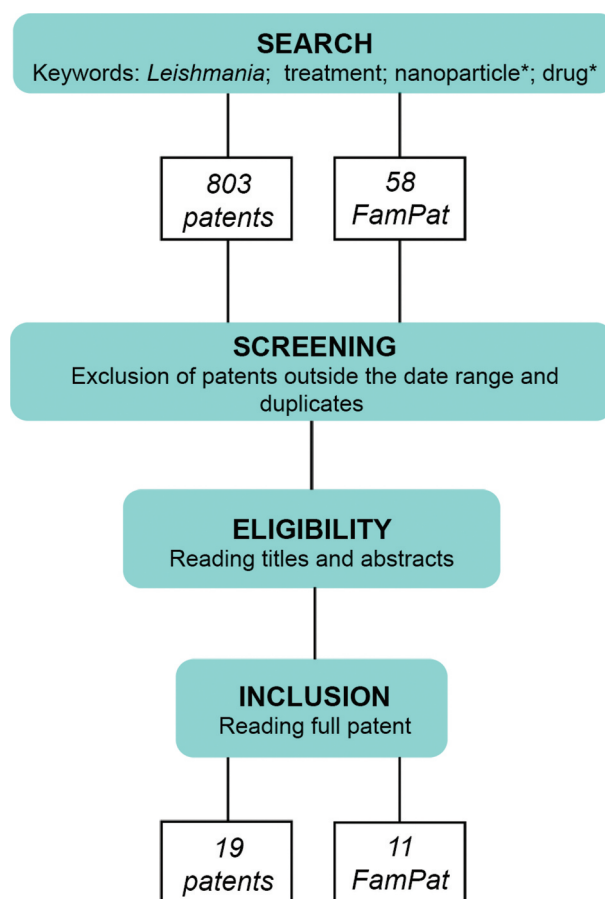 SEARCH
Keywords: Leishmania; treatment; nanoparticle*; drug*
803
patents
58
FamPat
SCREENING
Exclusion of patents outside the date range and
duplicates
ELIGIBILITY
Reading titles and abstracts
INCLUSION
Reading full patent
19
patents
11
FamPat